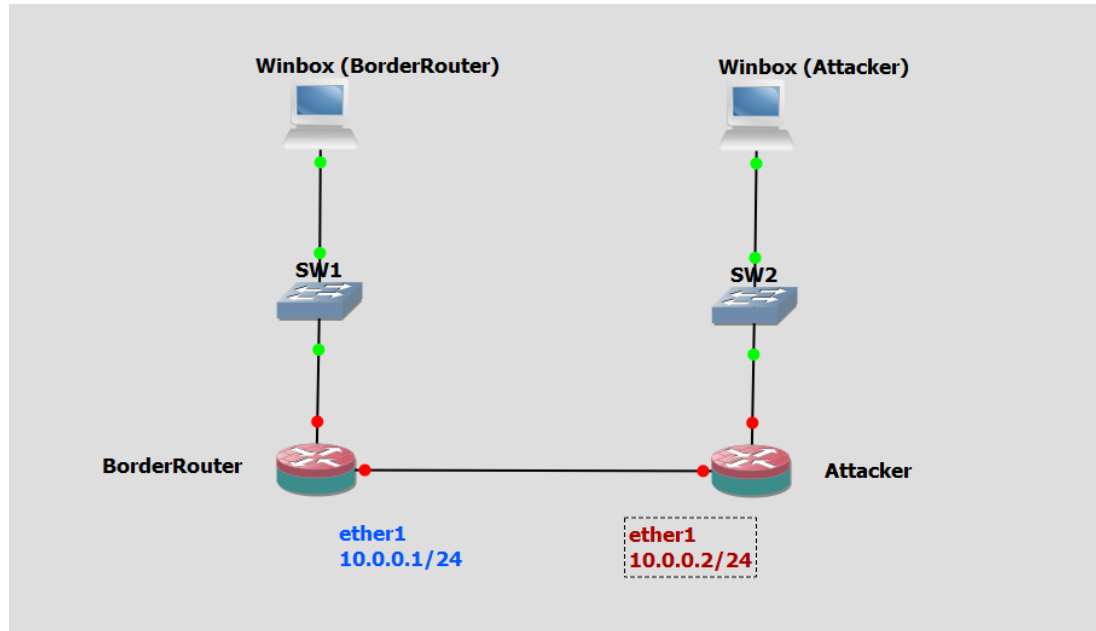 Winbox (BorderRouter)
Winbox (Attacker)
SW1
SW2
BorderRouter
Attacker
ether1
10.0.0.1/24
ether1
10.0.0.2/24